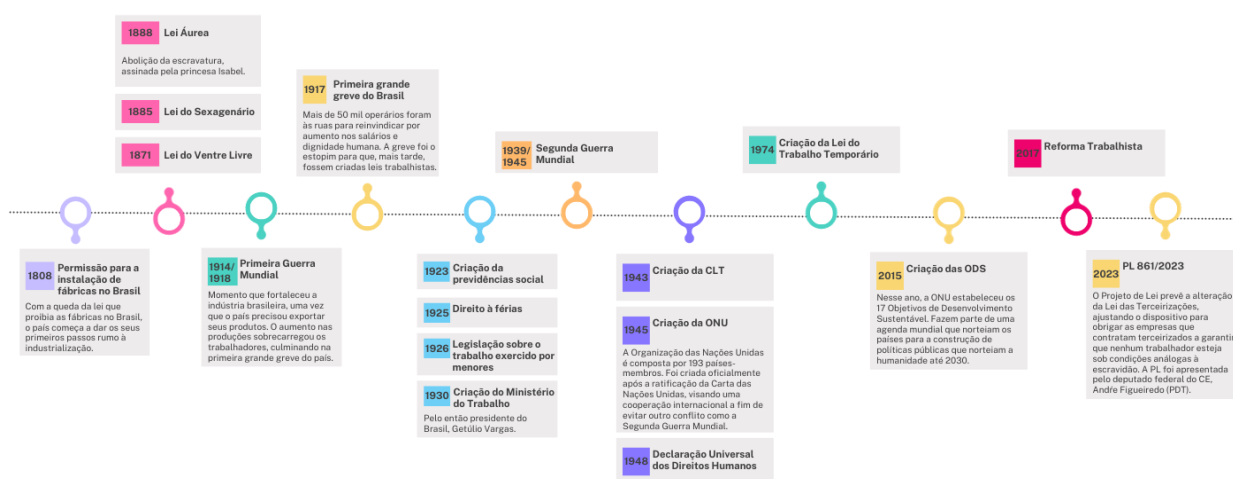 1888 Lei Áurea
Abolição da escravatura,
assinada pela princesa Isabel.
1885 Lei do Sexagenário
1871 Lei do Ventre Livre
1917 Primeira grande
greve do Brasil
Mais de 50 mil operários foram
às ruas para reinvindicar por
aumento nos salários e
dignidade humana. A greve foi o
estopim para que, mais tarde,
fossem criadas leis trabalhistas.
1939/
1945
Segunda Guerra
Mundial
1974 Criação da Lei do
Trabalho Temporário
2017 Reforma Trabalhista
1808 Permissão para a
instalação de
fábricas no Brasil
Com a queda da lei que
proibia as fábricas no Brasil,
o país começa a dar os seus
primeiros passos rumo à
industrialização.
1914/
1918
Primeira Guerra
Mundial
Momento que fortaleceu a
indústria brasileira, uma vez
que o país precisou exportar
seus produtos. O aumento nas
produções sobrecarregou os
trabalhadores, culminando na
primeira grande greve do país.
1923 Criação da
previdências social
1925 Direito à férias
1926 Legislação sobre o
trabalho exercido por
menores
1930 Criação do Ministério
do Trabalho
Pelo então presidente do
Brasil, Getúlio Vargas.
1943 Criação da CLT
1945 Criação da ONU
A Organização das Nações Unidas
é composta por 193 países-
membros. Foi criada oficialmente
após a ratificação da Carta das
Nações Unidas, visando uma
cooperação internacional a fim de
evitar outro conflito como a
Segunda Guerra Mundial.
1948 Declaração Universal
dos Direitos Humanos
2015 Criação das ODS
Nesse ano, a ONU estabeleceu os
17 Objetivos de Desenvolvimento
Sustentável. Fazem parte de uma
agenda mundial que norteiam os
países para a construção de
políticas públicas que norteiam a
humanidade até 2030.
2023 PL 861/2023
O Projeto de Lei prevê a alteração
da Lei das Terceirizações,
ajustando o dispositivo para
obrigar as empresas que
contratam terceirizados a garantir
que nenhum trabalhador esteja
sob condições análogas à
escravidão. A PL foi apresentada
pelo deputado federal do CE,
André Figueiredo (PDT).